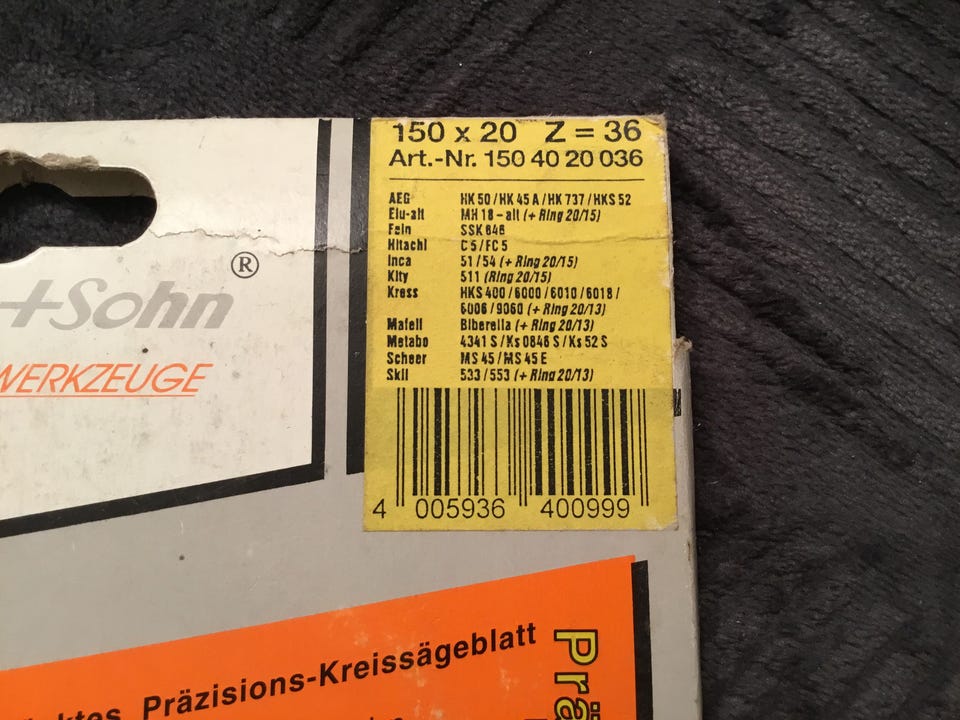 150 x 20 Z = 36
Art.-Nr. 150 40 20 036
AEG HK 50 / HK 45 A / HK 737 / HKS 52
Elu-alt MH 18 - alt (+ Ring 20/15)
Fein SSK 646
Hitachi C 5 / FC 5
Inca 51 / 54 (+ Ring 20/15)
Kity 511 (Ring 20/15)
Kress HKS 400 / 6000 / 6010 / 6018 /
6006 / 9060 (+ Ring 20/13)
Mafell Biberella (+ Ring 20/13)
Metabo 4341 S / Ks 0846 S / Ks 52 S
Scheer MS 45 / MS 45 E
Skil 533 / 553 (+ Ring 20/13)
4 005936 400999
+Sohn ®
WERKZEUGE
Präzisions-Kreissägeblatt
Prä